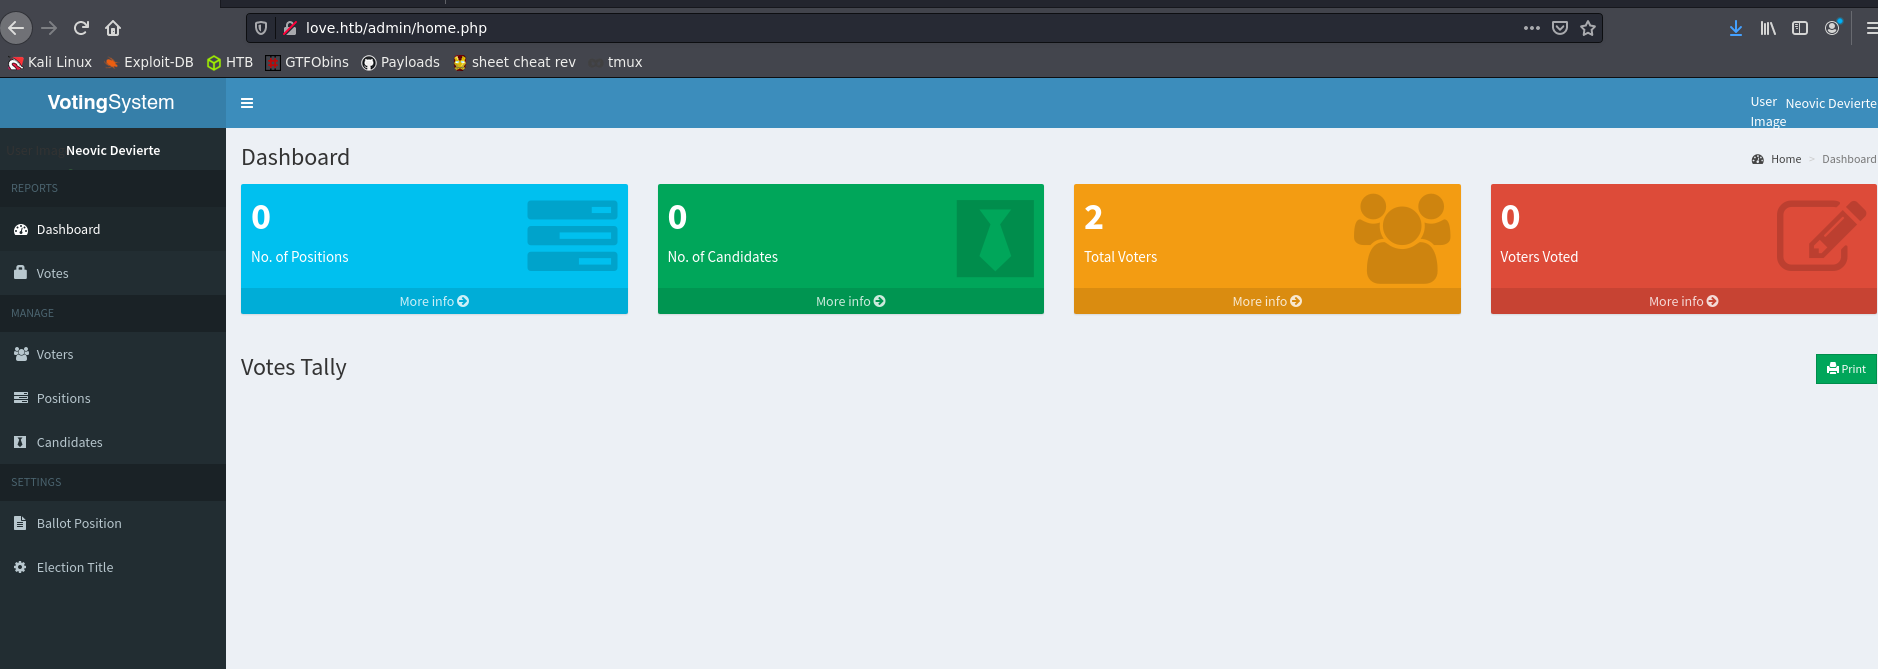 love.htb/admin/home.php
Kali Linux Exploit-DB HTB GTFObins Payloads sheet cheat rev tmux
VotingSystem
User Image Neovic Devierte
Neovic Devierte
REPORTS
Dashboard
Votes
MANAGE
Voters
Positions
Candidates
SETTINGS
Ballot Position
Election Title
Dashboard
Home > Dashboard
0
No. of Positions
More info
0
No. of Candidates
More info
2
Total Voters
More info
0
Voters Voted
More info
Votes Tally
Print